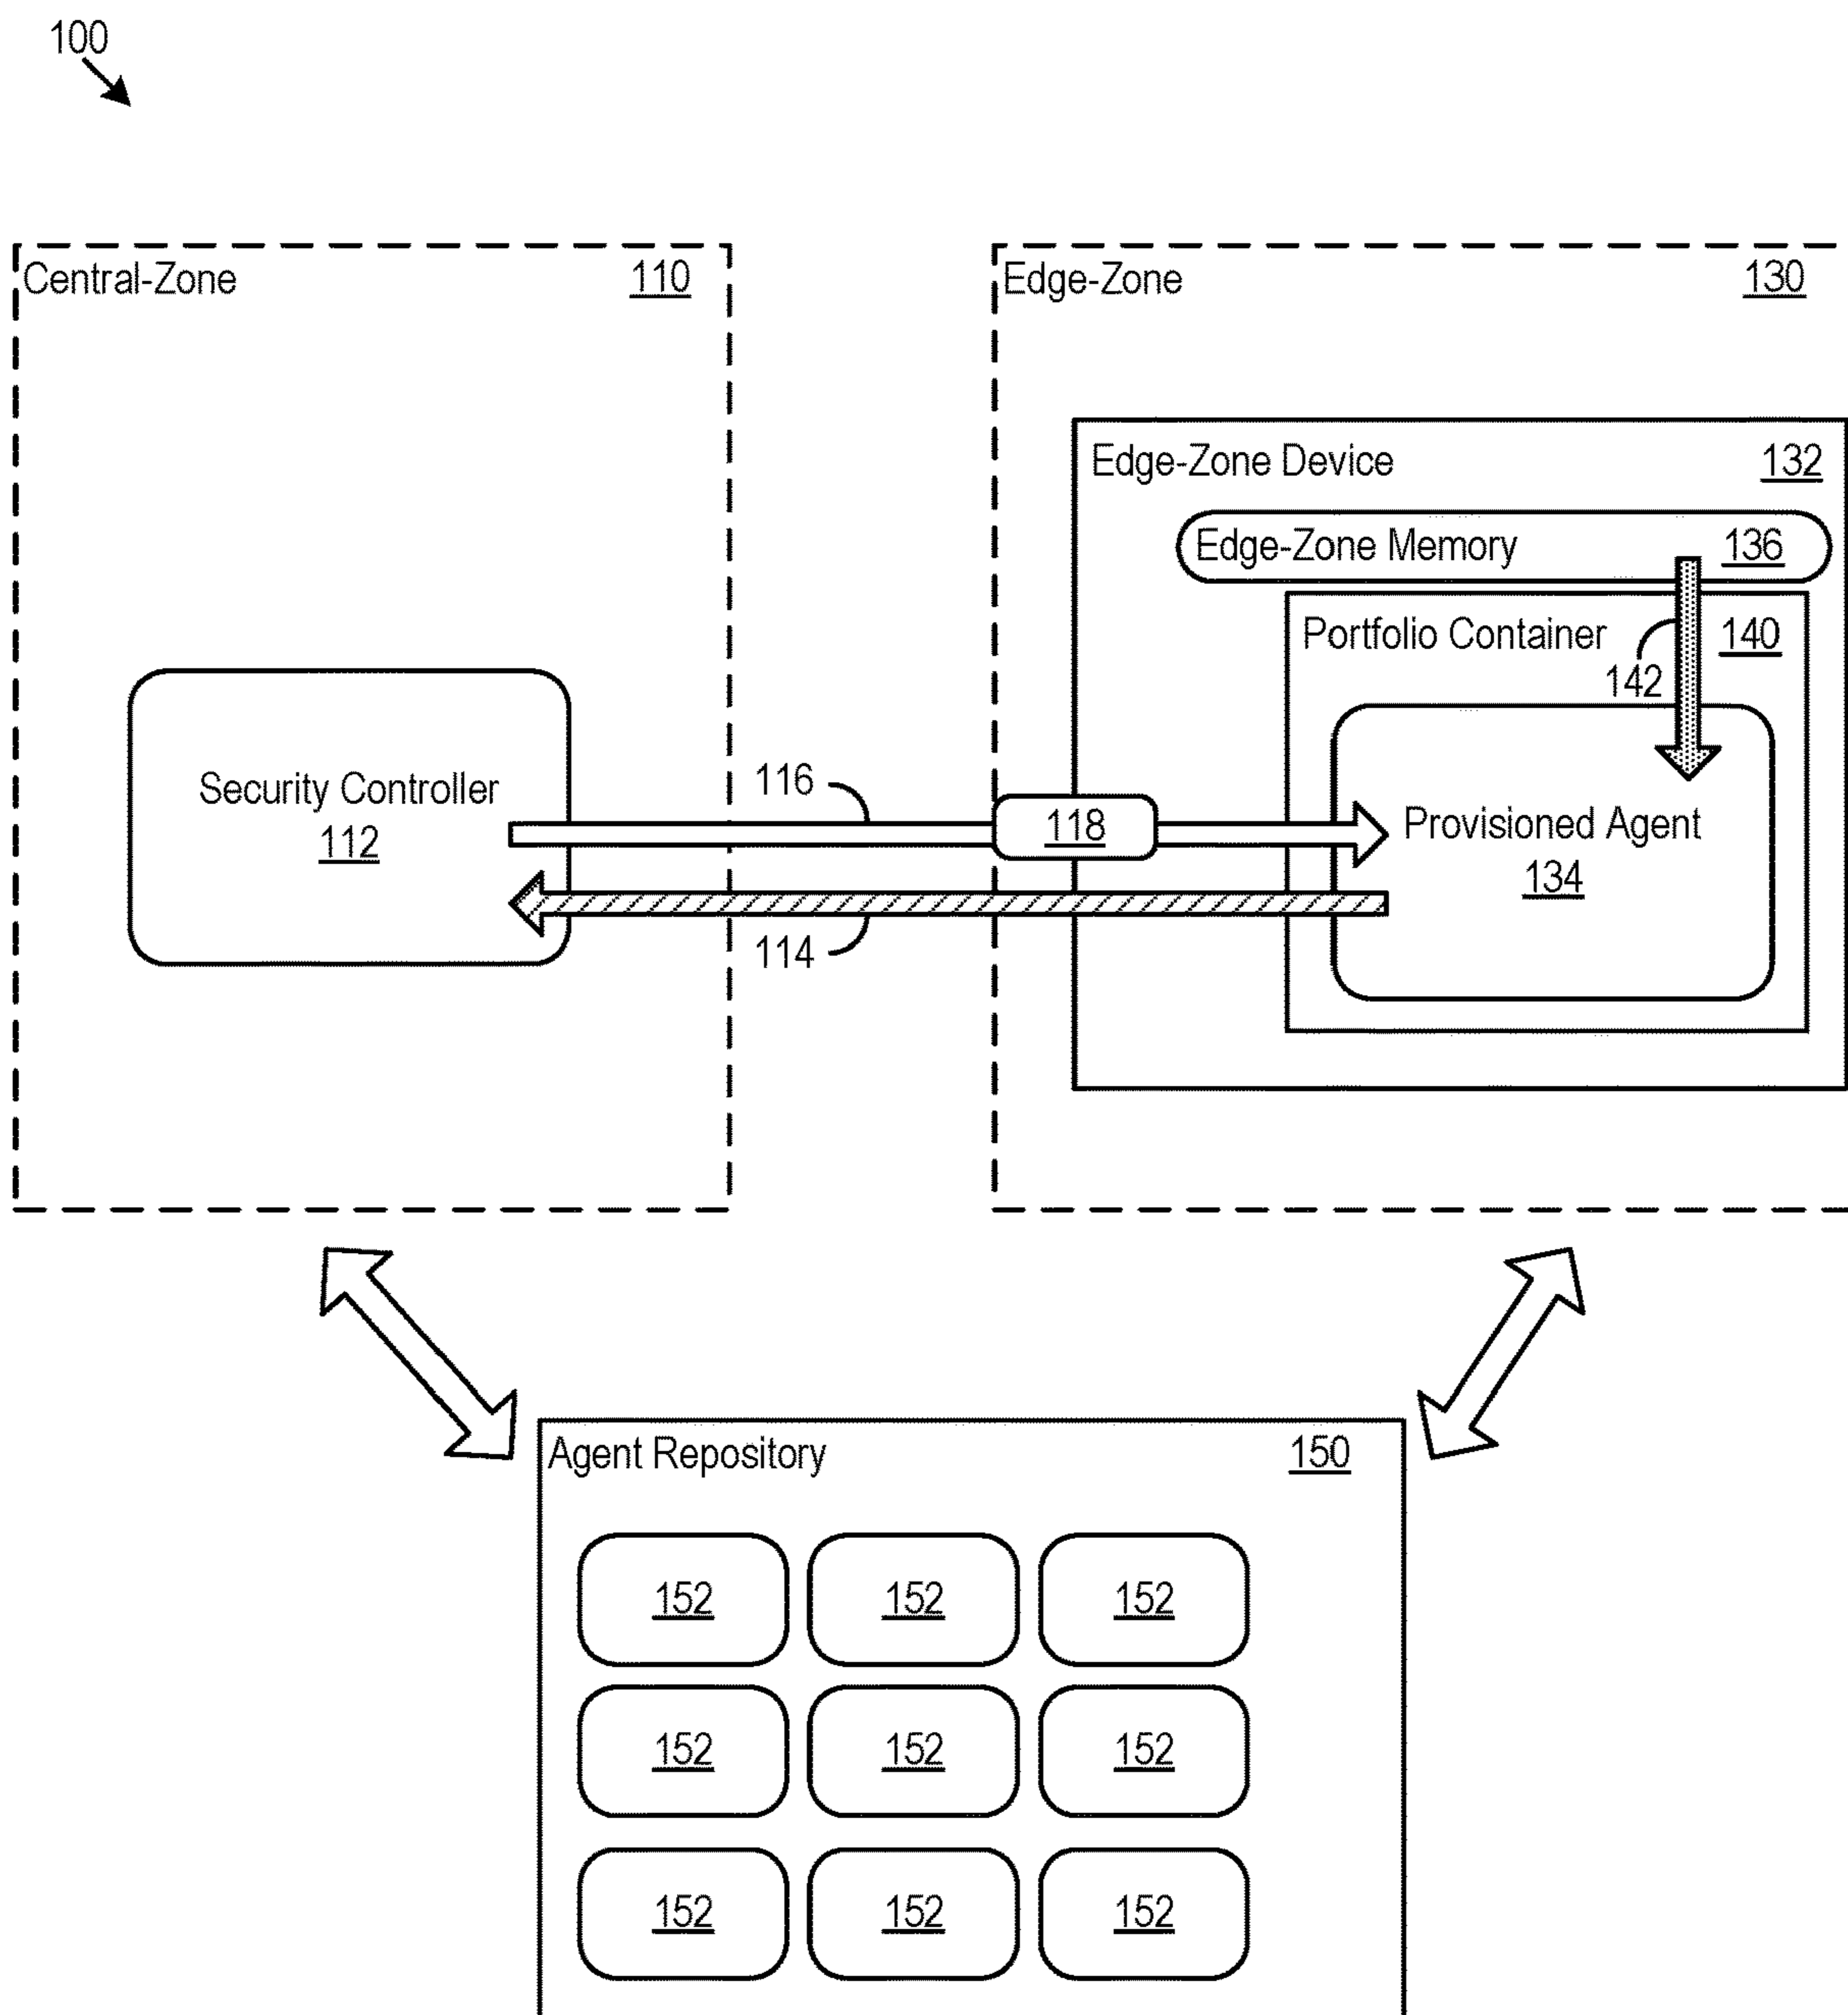 100
Central-Zone 110
Edge-Zone 130
Edge-Zone Device 132
Edge-Zone Memory 136
Portfolio Container 140
142
Security Controller
112
116
118
Provisioned Agent
134
114
Agent Repository 150
152 152 152
152 152 152
152 152 152